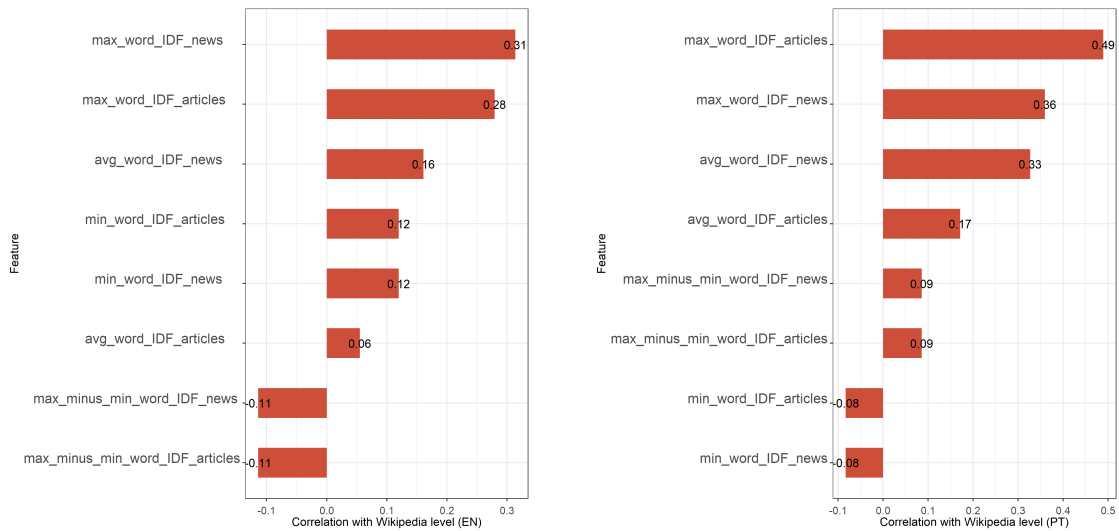 max_word_IDF_news
0.31
max_word_IDF_articles
0.28
avg_word_IDF_news
0.16
min_word_IDF_articles
0.12
min_word_IDF_news
0.12
avg_word_IDF_articles
0.06
max_minus_min_word_IDF_news
-0.11
max_minus_min_word_IDF_articles
-0.11
Feature
-0.1 0.0 0.1 0.2 0.3
Correlation with Wikipedia level (EN)
max_word_IDF_articles
0.49
max_word_IDF_news
0.36
avg_word_IDF_news
0.33
avg_word_IDF_articles
0.17
max_minus_min_word_IDF_news
0.09
max_minus_min_word_IDF_articles
0.09
min_word_IDF_articles
-0.08
min_word_IDF_news
-0.08
Feature
-0.1 0.0 0.1 0.2 0.3 0.4 0.5
Correlation with Wikipedia level (PT)